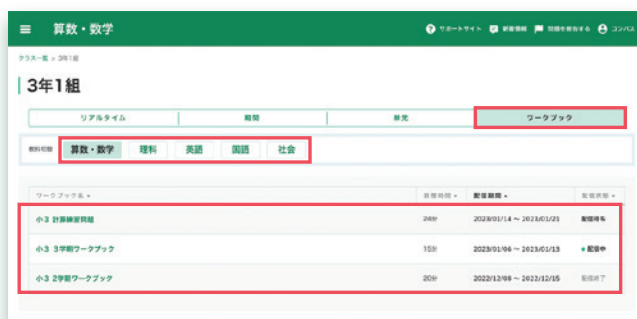 算数・数学
サポートサイト 新着情報 問題を報告する コンパス
クラス一覧 > 3年1組
3年1組
リアルタイム 期間 単元 ワークブック
教科切替 算数・数学 理科 英語 国語 社会
ワークブック名 配信期間 配信状態
小3 計算練習問題 24分 2023/01/14 ~ 2023/01/21 配信待ち
小3 3学期ワークブック 15分 2023/01/06 ~ 2023/01/13 配信中
小3 2学期ワークブック 20分 2022/12/08 ~ 2022/12/15 配信終了